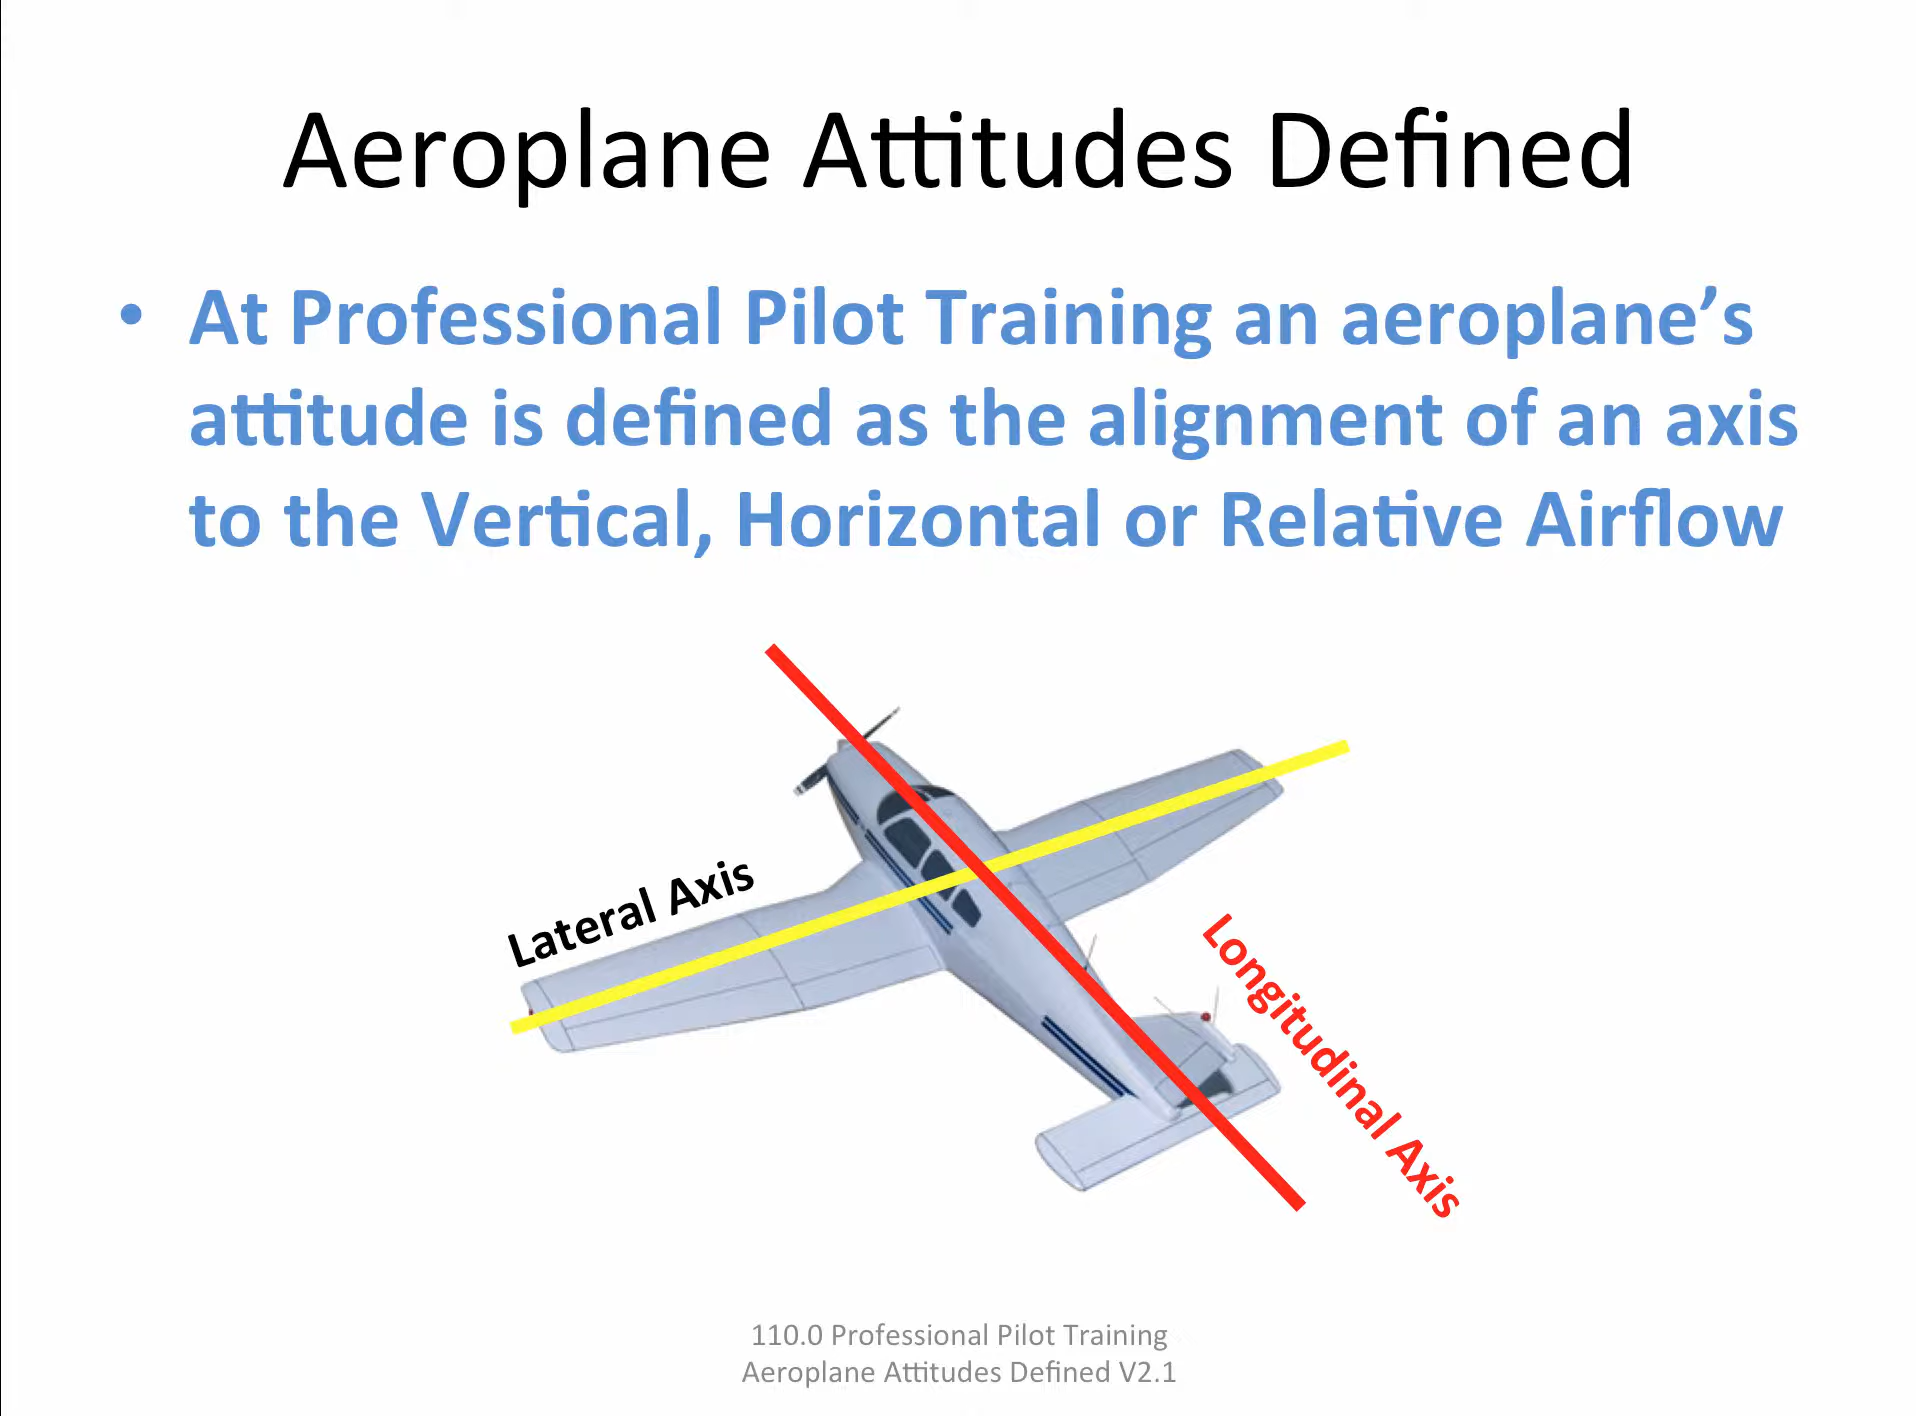 Aeroplane Attitudes Defined
• At Professional Pilot Training an aeroplane’s
attitude is defined as the alignment of an axis
to the Vertical, Horizontal or Relative Airflow
Lateral Axis
Longitudinal Axis
110.0 Professional Pilot Training
Aeroplane Attitudes Defined V2.1